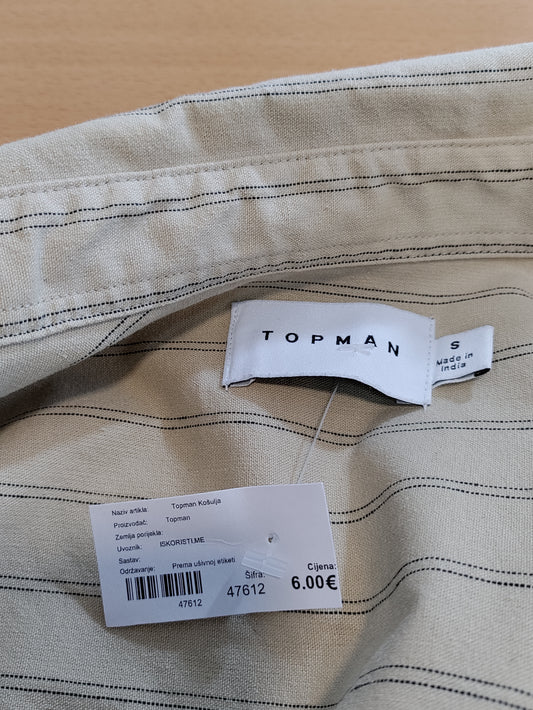 TOPMAN
S
Made in
India
Naziv artikla: Topman Košulja
Proizvođač: Topman
Zemlja porijekla:
Uvoznik: ISKORISTI.ME
Sastav:
Održavanje: Prema ušivnoj etiketi
Šifra:
47612
47612
Cijena:
6.00€